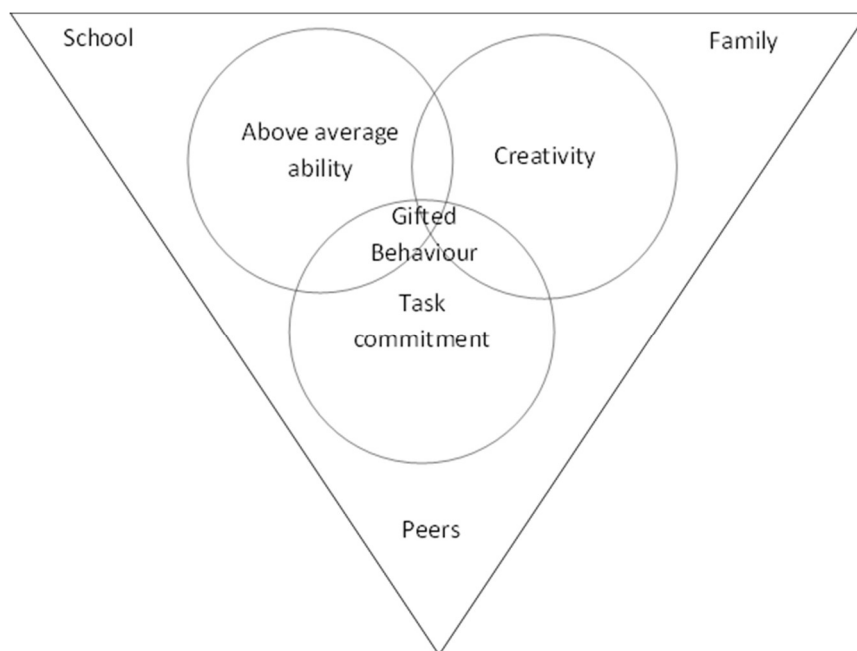 School
Family
Above average
ability
Creativity
Gifted
Behaviour
Task
commitment
Peers